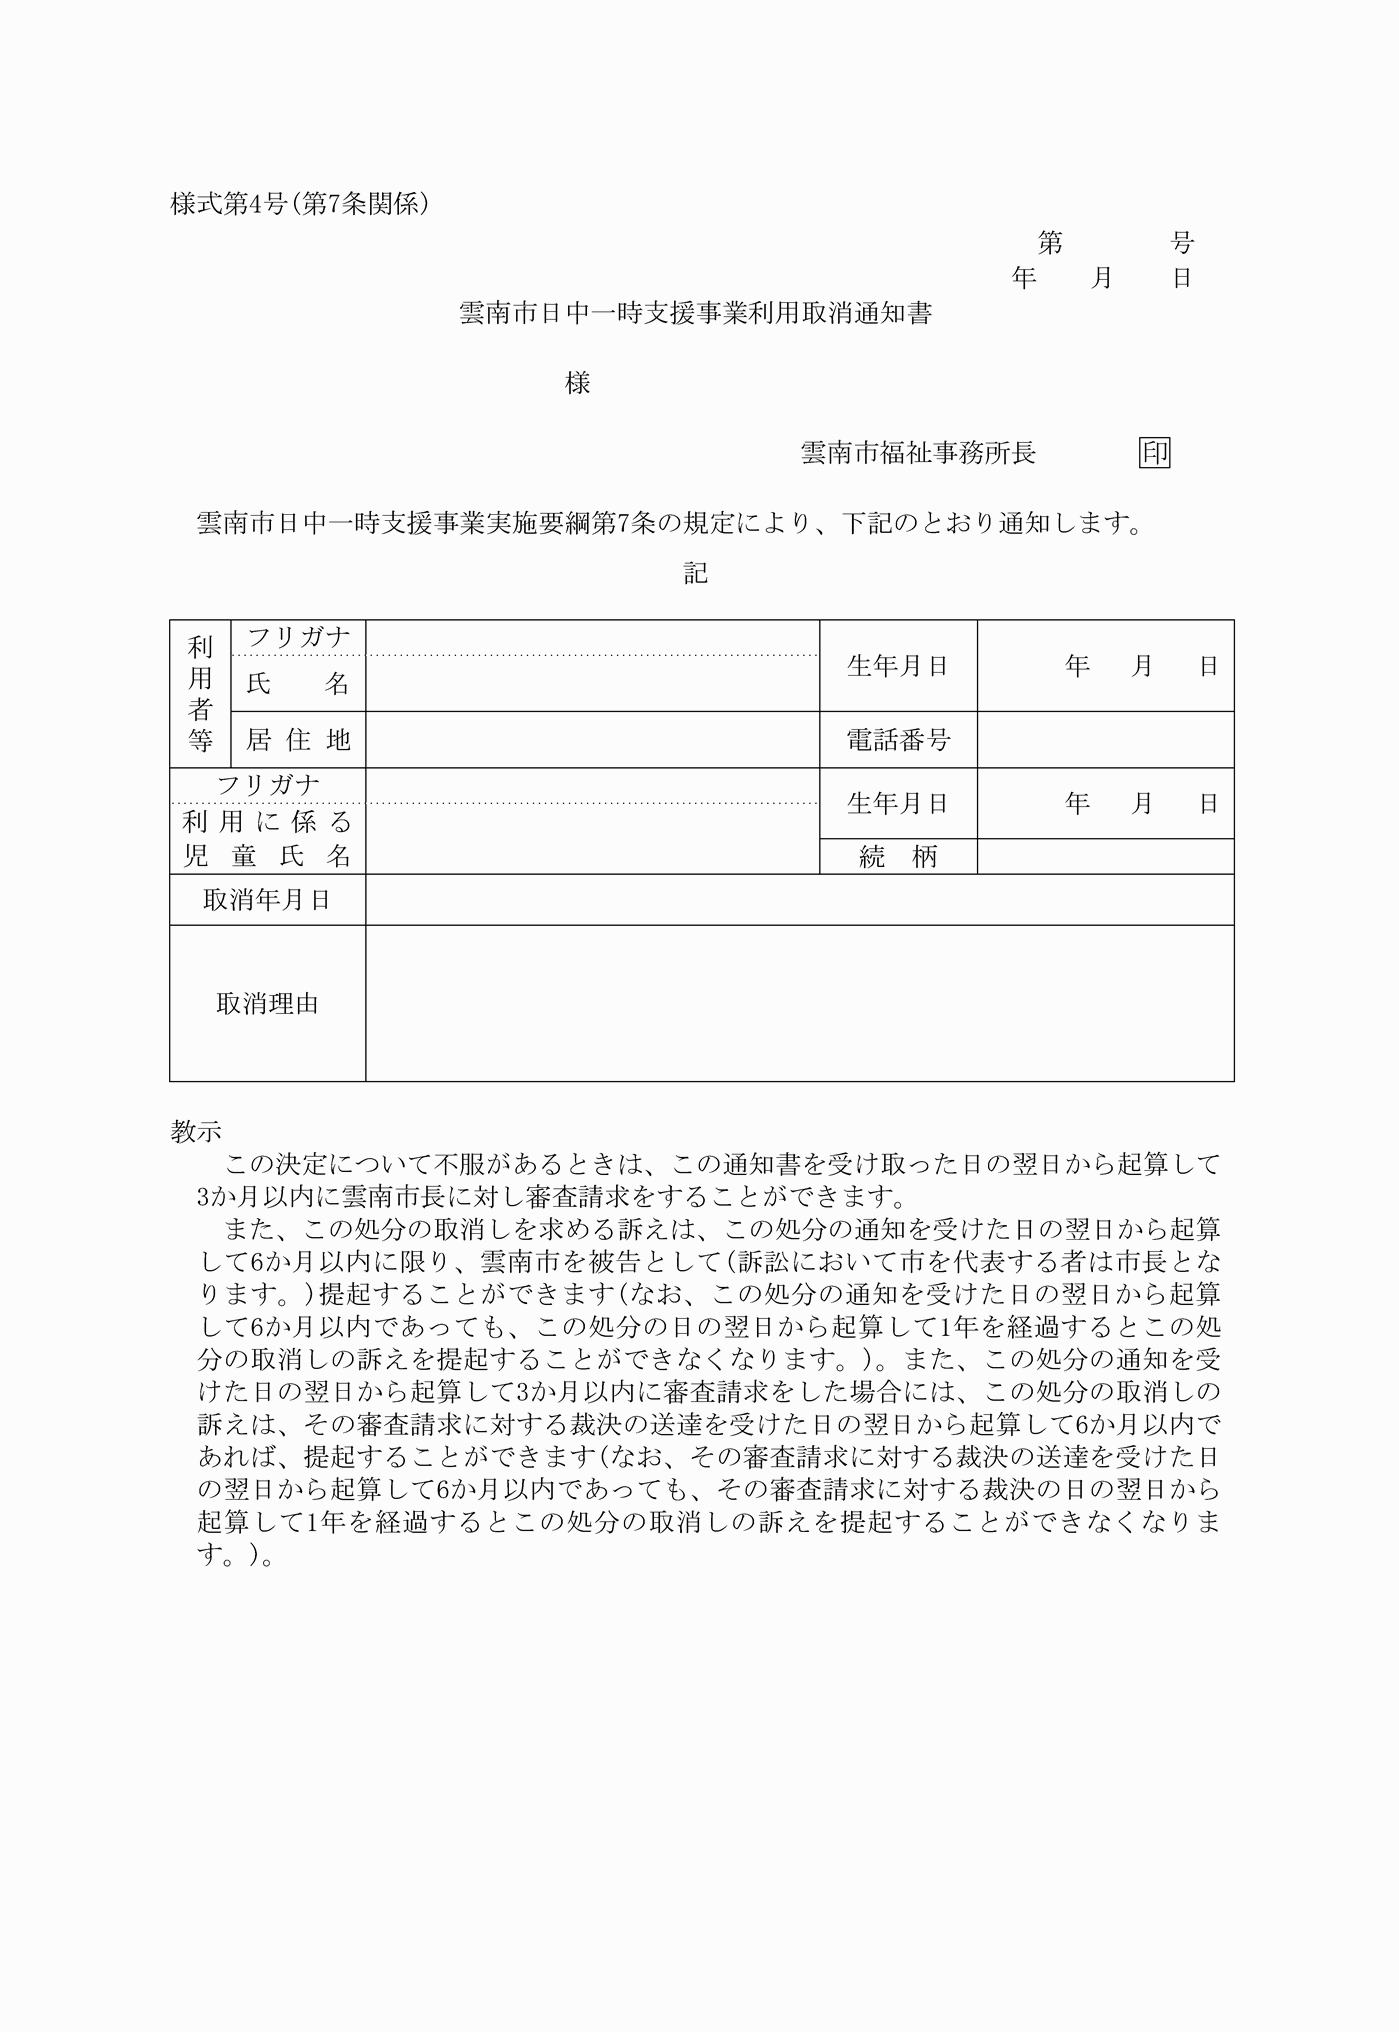 様式第4号(第7条関係)
第　　　　号
年　　月　　日
雲南市日中一時支援事業利用取消通知書
様
雲南市福祉事務所長　　　　印
雲南市日中一時支援事業実施要綱第7条の規定により、下記のとおり通知します。
記
利用者等
フリガナ
氏　　名
生年月日
年　　月　　日
居 住 地
電話番号
フリガナ
利用に係る
児童氏名
生年月日
年　　月　　日
続　柄
取消年月日
取消理由
教示
この決定について不服があるときは、この通知書を受け取った日の翌日から起算して
3か月以内に雲南市長に対し審査請求をすることができます。
また、この処分の取消しを求める訴えは、この処分の通知を受けた日の翌日から起算
して6か月以内に限り、雲南市を被告として(訴訟において市を代表する者は市長とな
ります。)提起することができます(なお、この処分の通知を受けた日の翌日から起算
して6か月以内であっても、この処分の日の翌日から起算して1年を経過するとこの処
分の取消しの訴えを提起することができなくなります。)。また、この処分の通知を受
けた日の翌日から起算して3か月以内に審査請求をした場合には、この処分の取消しの
訴えは、その審査請求に対する裁決の送達を受けた日の翌日から起算して6か月以内で
あれば、提起することができます(なお、その審査請求に対する裁決の送達を受けた日
の翌日から起算して6か月以内であっても、その審査請求に対する裁決の日の翌日から
起算して1年を経過するとこの処分の取消しの訴えを提起することができなくなりま
す。)。